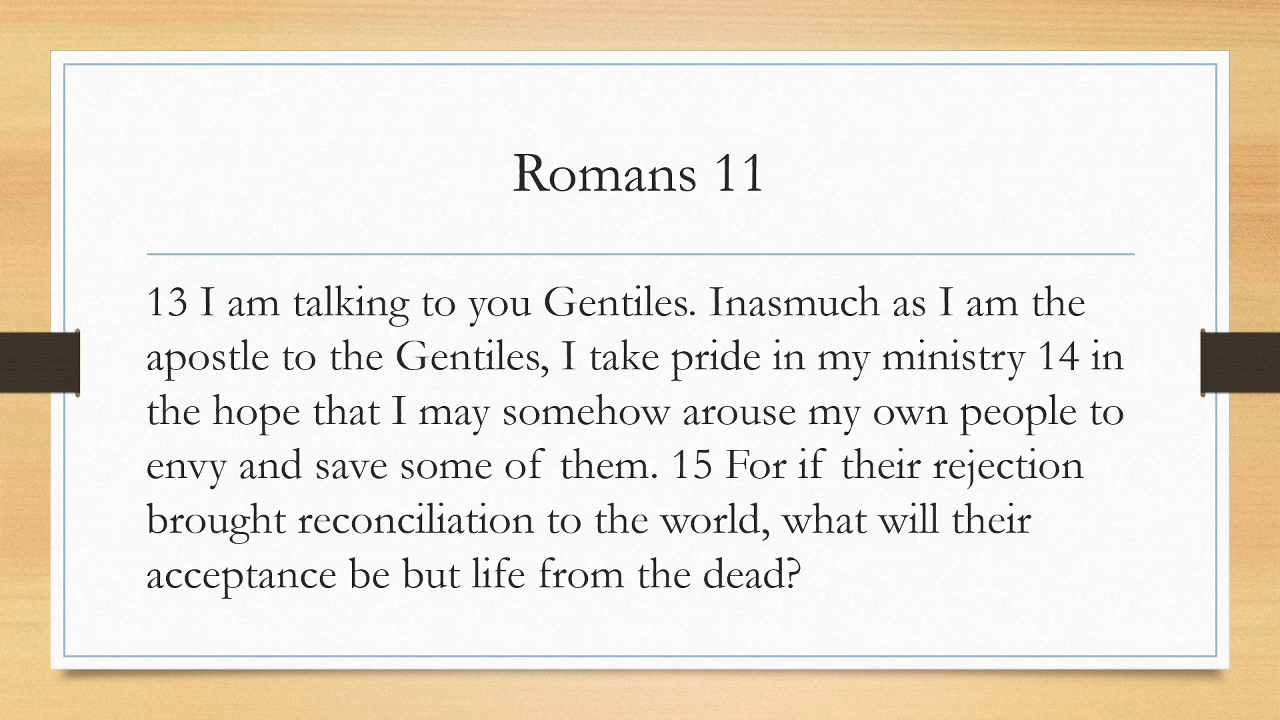 Romans 11
13 I am talking to you Gentiles. Inasmuch as I am the
apostle to the Gentiles, I take pride in my ministry 14 in
the hope that I may somehow arouse my own people to
envy and save some of them. 15 For if their rejection
brought reconciliation to the world, what will their
acceptance be but life from the dead?